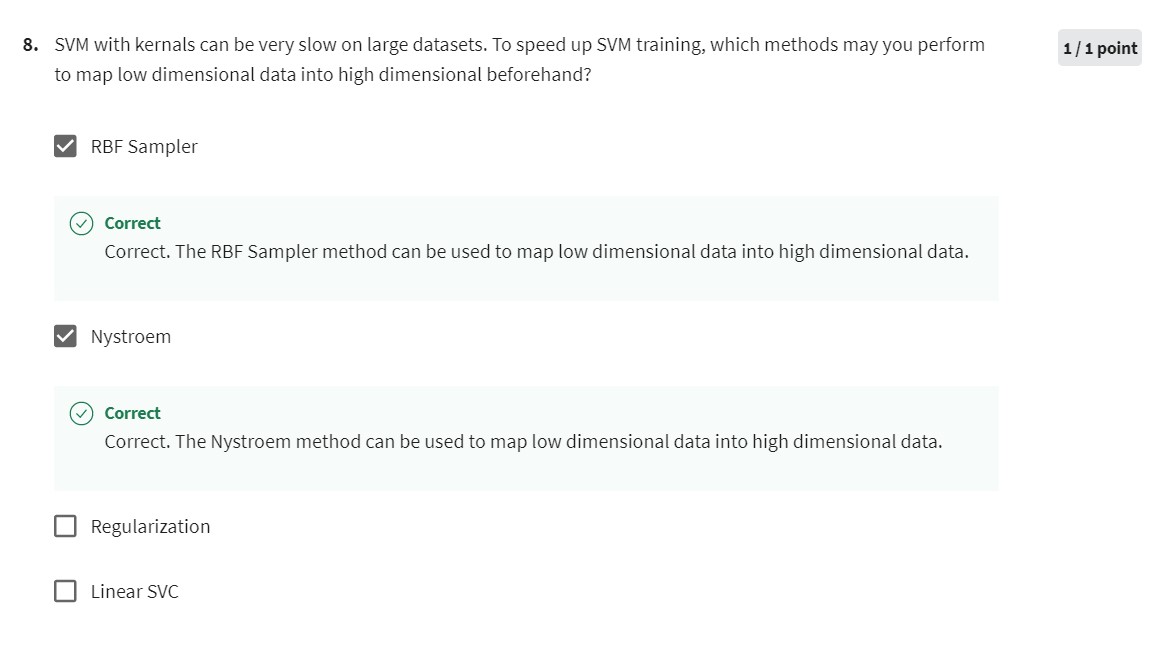 8. SVM with kernals can be very slow on large datasets. To speed up SVM training, which methods may you perform
1 / 1 point
to map low dimensional data into high dimensional beforehand?
RBF Sampler
Correct
Correct. The RBF Sampler method can be used to map low dimensional data into high dimensional data.
Nystroem
Correct
Correct. The Nystroem method can be used to map low dimensional data into high dimensional data.
Regularization
Linear SVC